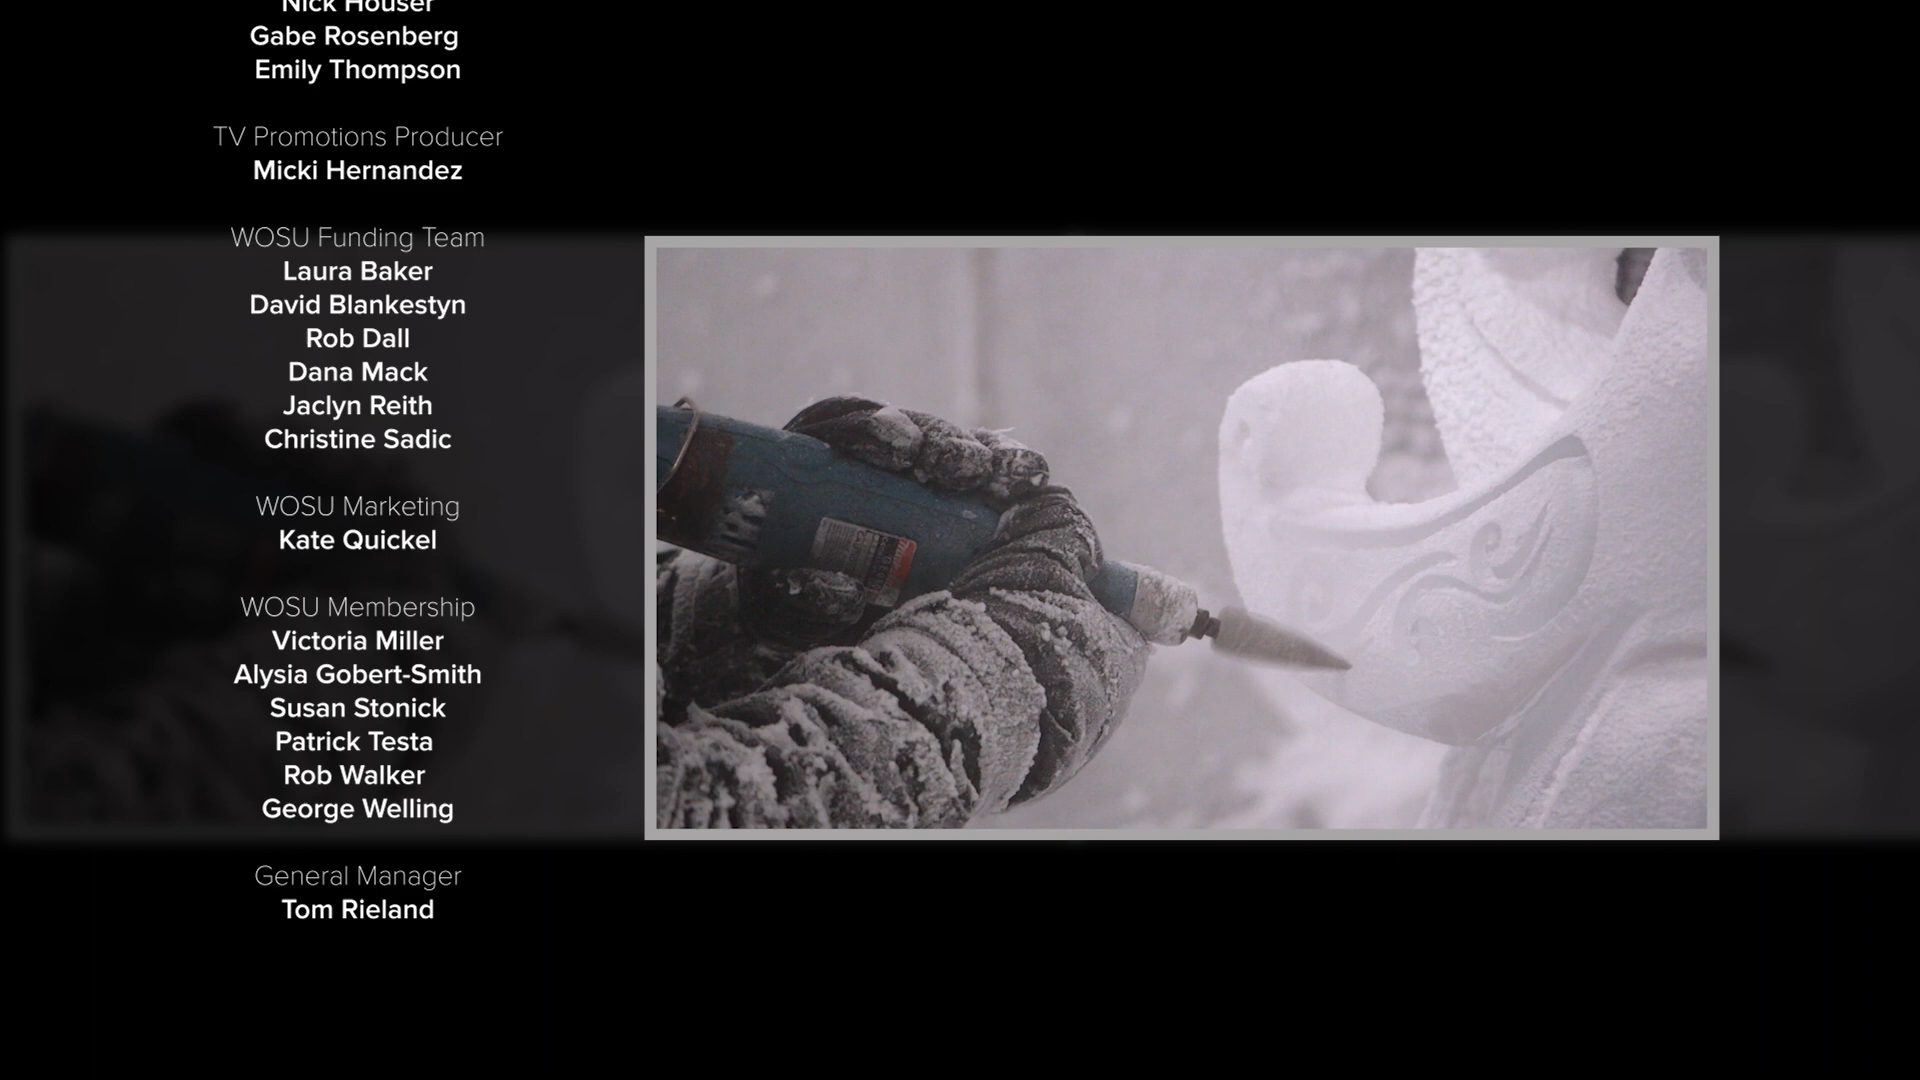 Nick Houser
Gabe Rosenberg
Emily Thompson
TV Promotions Producer
Micki Hernandez
WOSU Funding Team
Laura Baker
David Blankestyn
Rob Dall
Dana Mack
Jaclyn Reith
Christine Sadic
WOSU Marketing
Kate Quickel
WOSU Membership
Victoria Miller
Alysia Gobert-Smith
Susan Stonick
Patrick Testa
Rob Walker
George Welling
General Manager
Tom Rieland